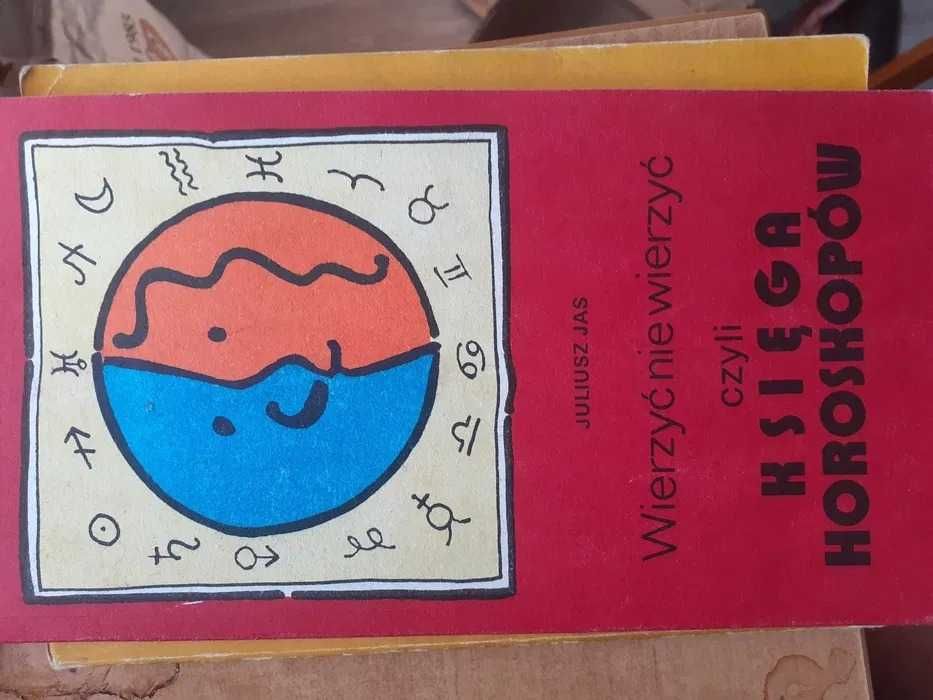 JULIUSZ JAS
Wierzyć nie wierzyć
czyli
KSIĘGA
HOROSKOPÓW